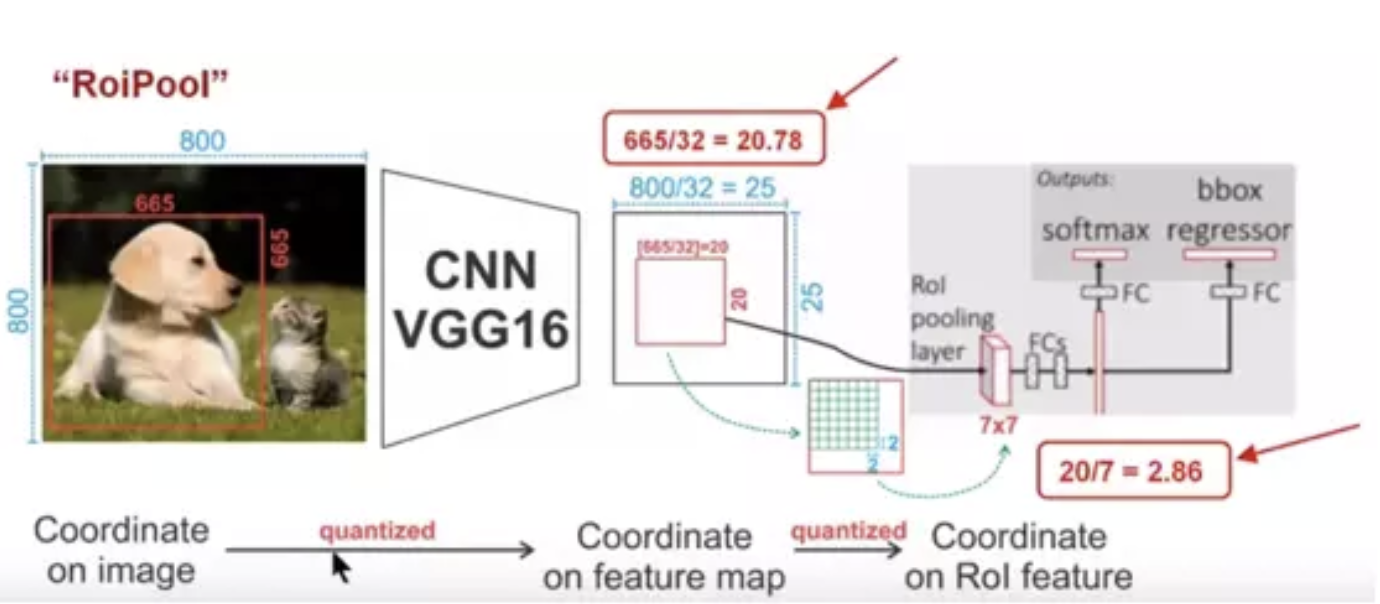 “RoiPool”
800
800
665
665
CNN
VGG16
665/32 = 20.78
800/32 = 25
[665/32]=20
20
25
2
2
Outputs:
softmax
bbox
regressor
FC
FC
RoI
pooling
layer
FCs
7x7
20/7 = 2.86
Coordinate
on image
quantized
Coordinate
on feature map
quantized
Coordinate
on RoI feature